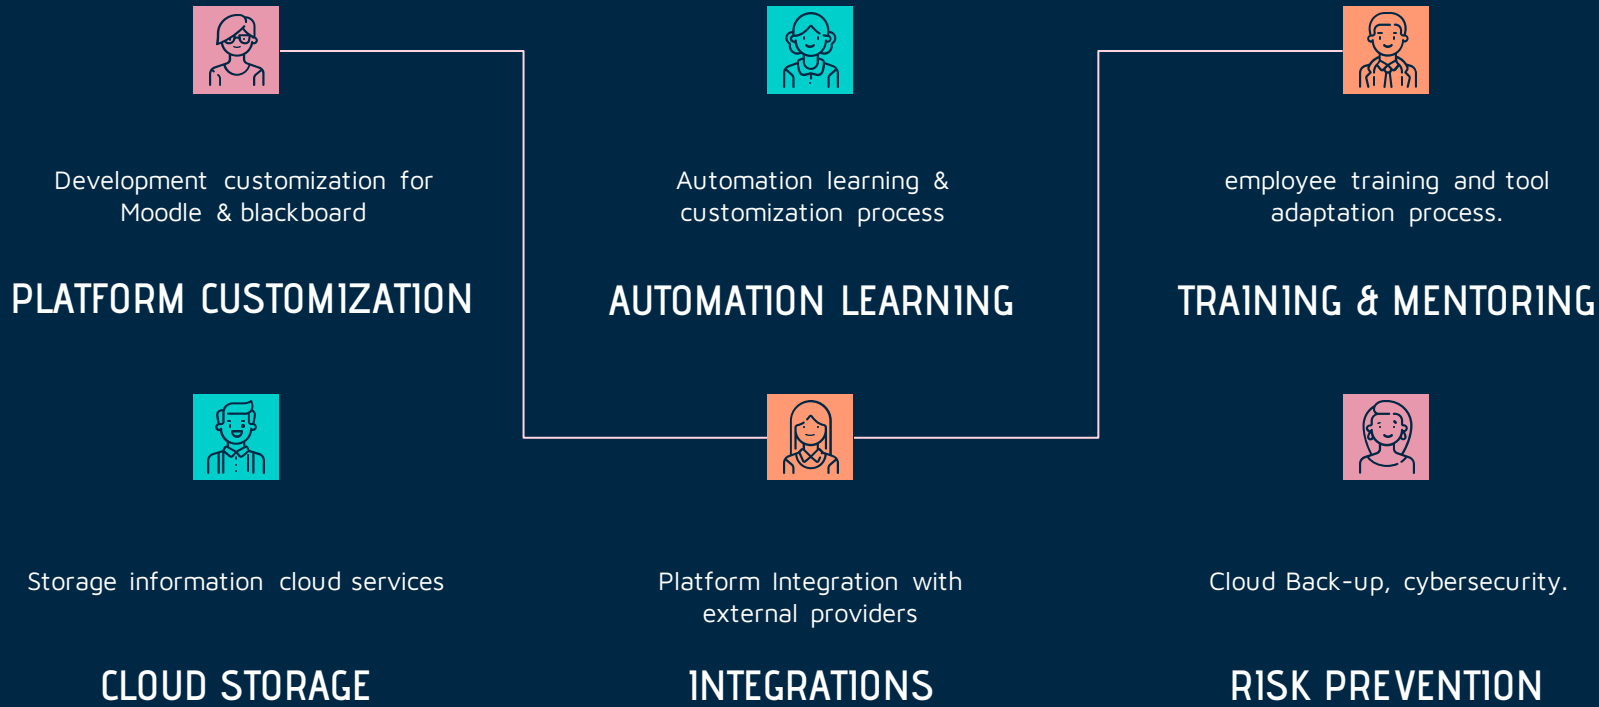 Development customization for
Moodle & blackboard
PLATFORM CUSTOMIZATION
Automation learning &
customization process
AUTOMATION LEARNING
employee training and tool
adaptation process.
TRAINING & MENTORING
Storage information cloud services
CLOUD STORAGE
Platform Integration with
external providers
INTEGRATIONS
Cloud Back-up, cybersecurity.
RISK PREVENTION